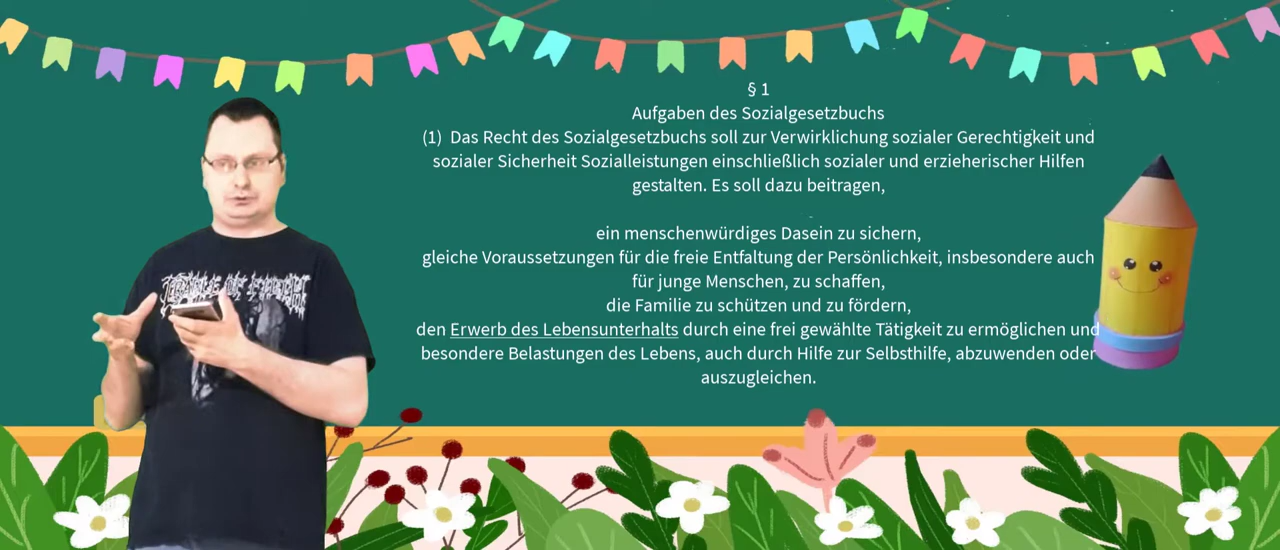 § 1
Aufgaben des Sozialgesetzbuchs
(1) Das Recht des Sozialgesetzbuchs soll zur Verwirklichung sozialer Gerechtigkeit und
sozialer Sicherheit Sozialleistungen einschließlich sozialer und erzieherischer Hilfen
gestalten. Es soll dazu beitragen,
ein menschenwürdiges Dasein zu sichern,
gleiche Voraussetzungen für die freie Entfaltung der Persönlichkeit, insbesondere auch
für junge Menschen, zu schaffen,
die Familie zu schützen und zu fördern,
den Erwerb des Lebensunterhalts durch eine frei gewählte Tätigkeit zu ermöglichen und
besondere Belastungen des Lebens, auch durch Hilfe zur Selbsthilfe, abzuwenden oder
auszugleichen.
CRADLE OF FILTH